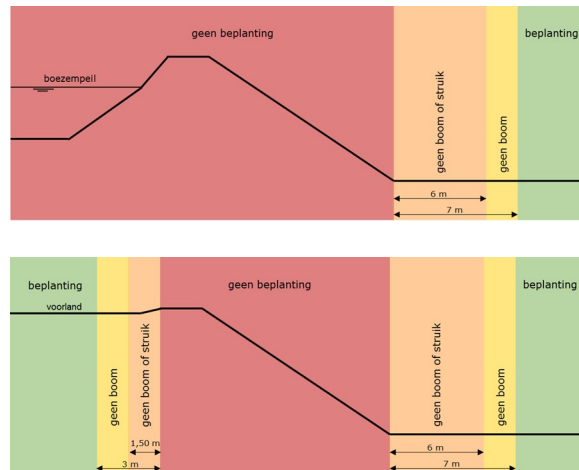 geen beplanting
beplanting
boezempeil
geen boom of struik
geen boom
6 m
7 m
beplanting
geen beplanting
beplanting
voorland
geen boom
geen boom of struik
geen boom of struik
geen boom
1,50 m
3 m
6 m
7 m